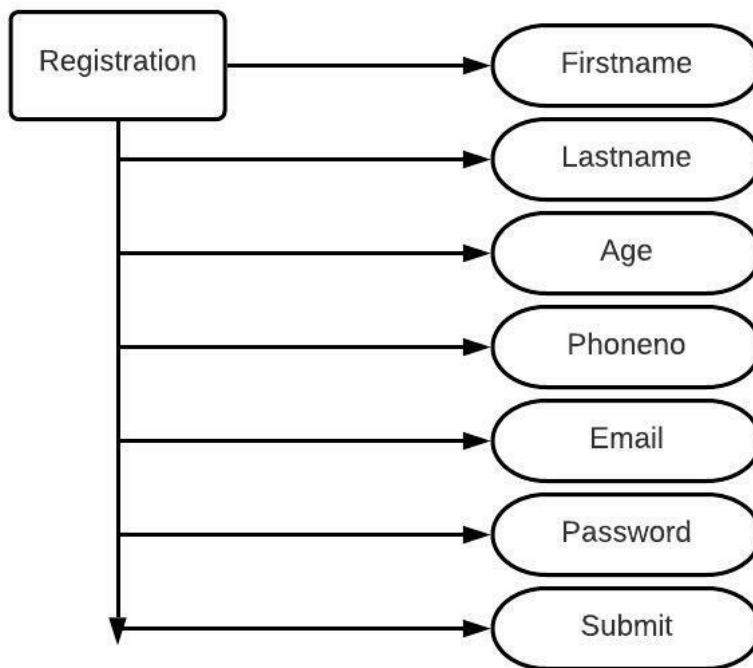 Registration
Firstname
Lastname
Age
Phoneno
Email
Password
Submit